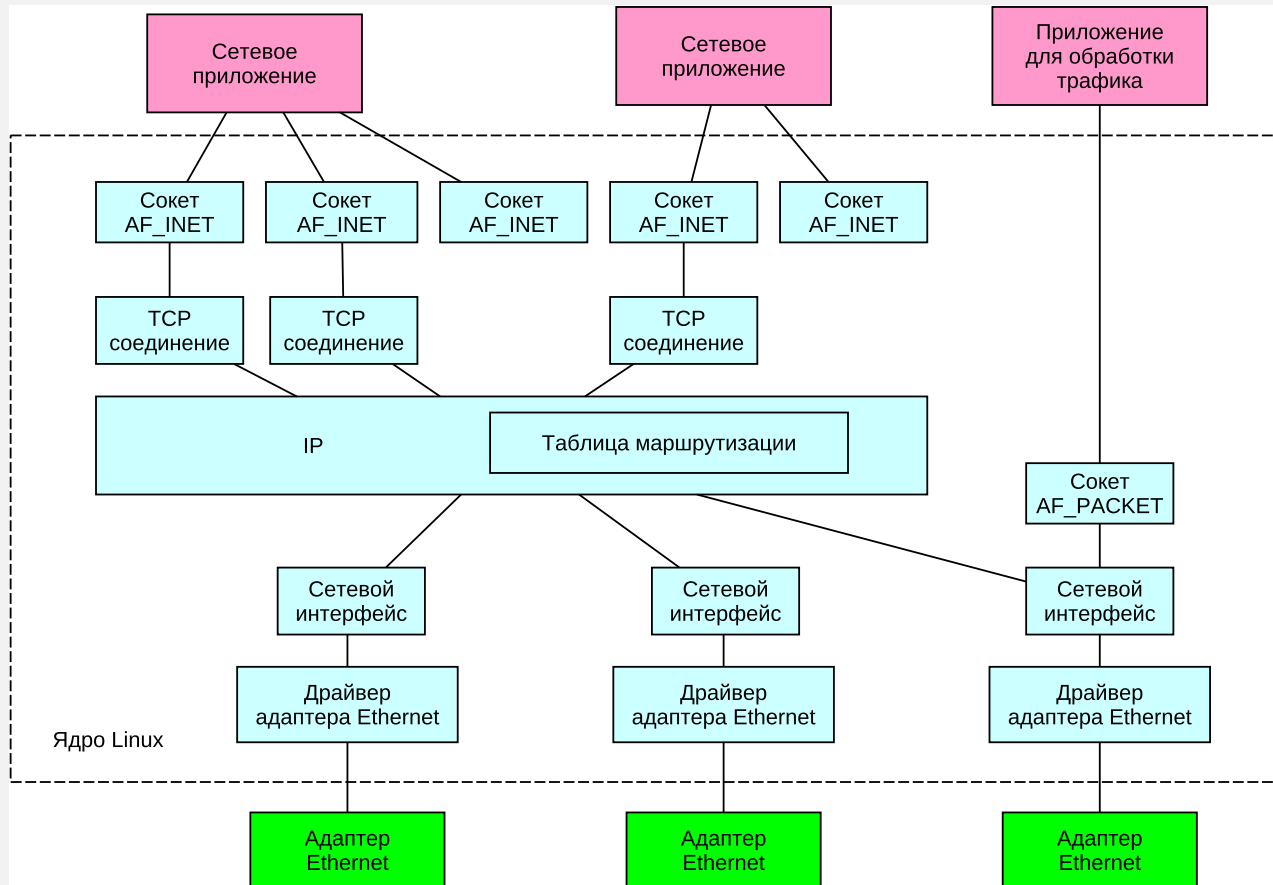 Сетевое
приложение
Сетевое
приложение
Приложение
для обработки
трафика
Сокет
AF_INET
Сокет
AF_INET
Сокет
AF_INET
Сокет
AF_INET
Сокет
AF_INET
TCP
соединение
TCP
соединение
TCP
соединение
IP
Таблица маршрутизации
Сокет
AF_PACKET
Сетевой
интерфейс
Сетевой
интерфейс
Сетевой
интерфейс
Драйвер
адаптера Ethernet
Драйвер
адаптера Ethernet
Драйвер
адаптера Ethernet
Ядро Linux
Адаптер
Ethernet
Адаптер
Ethernet
Адаптер
Ethernet